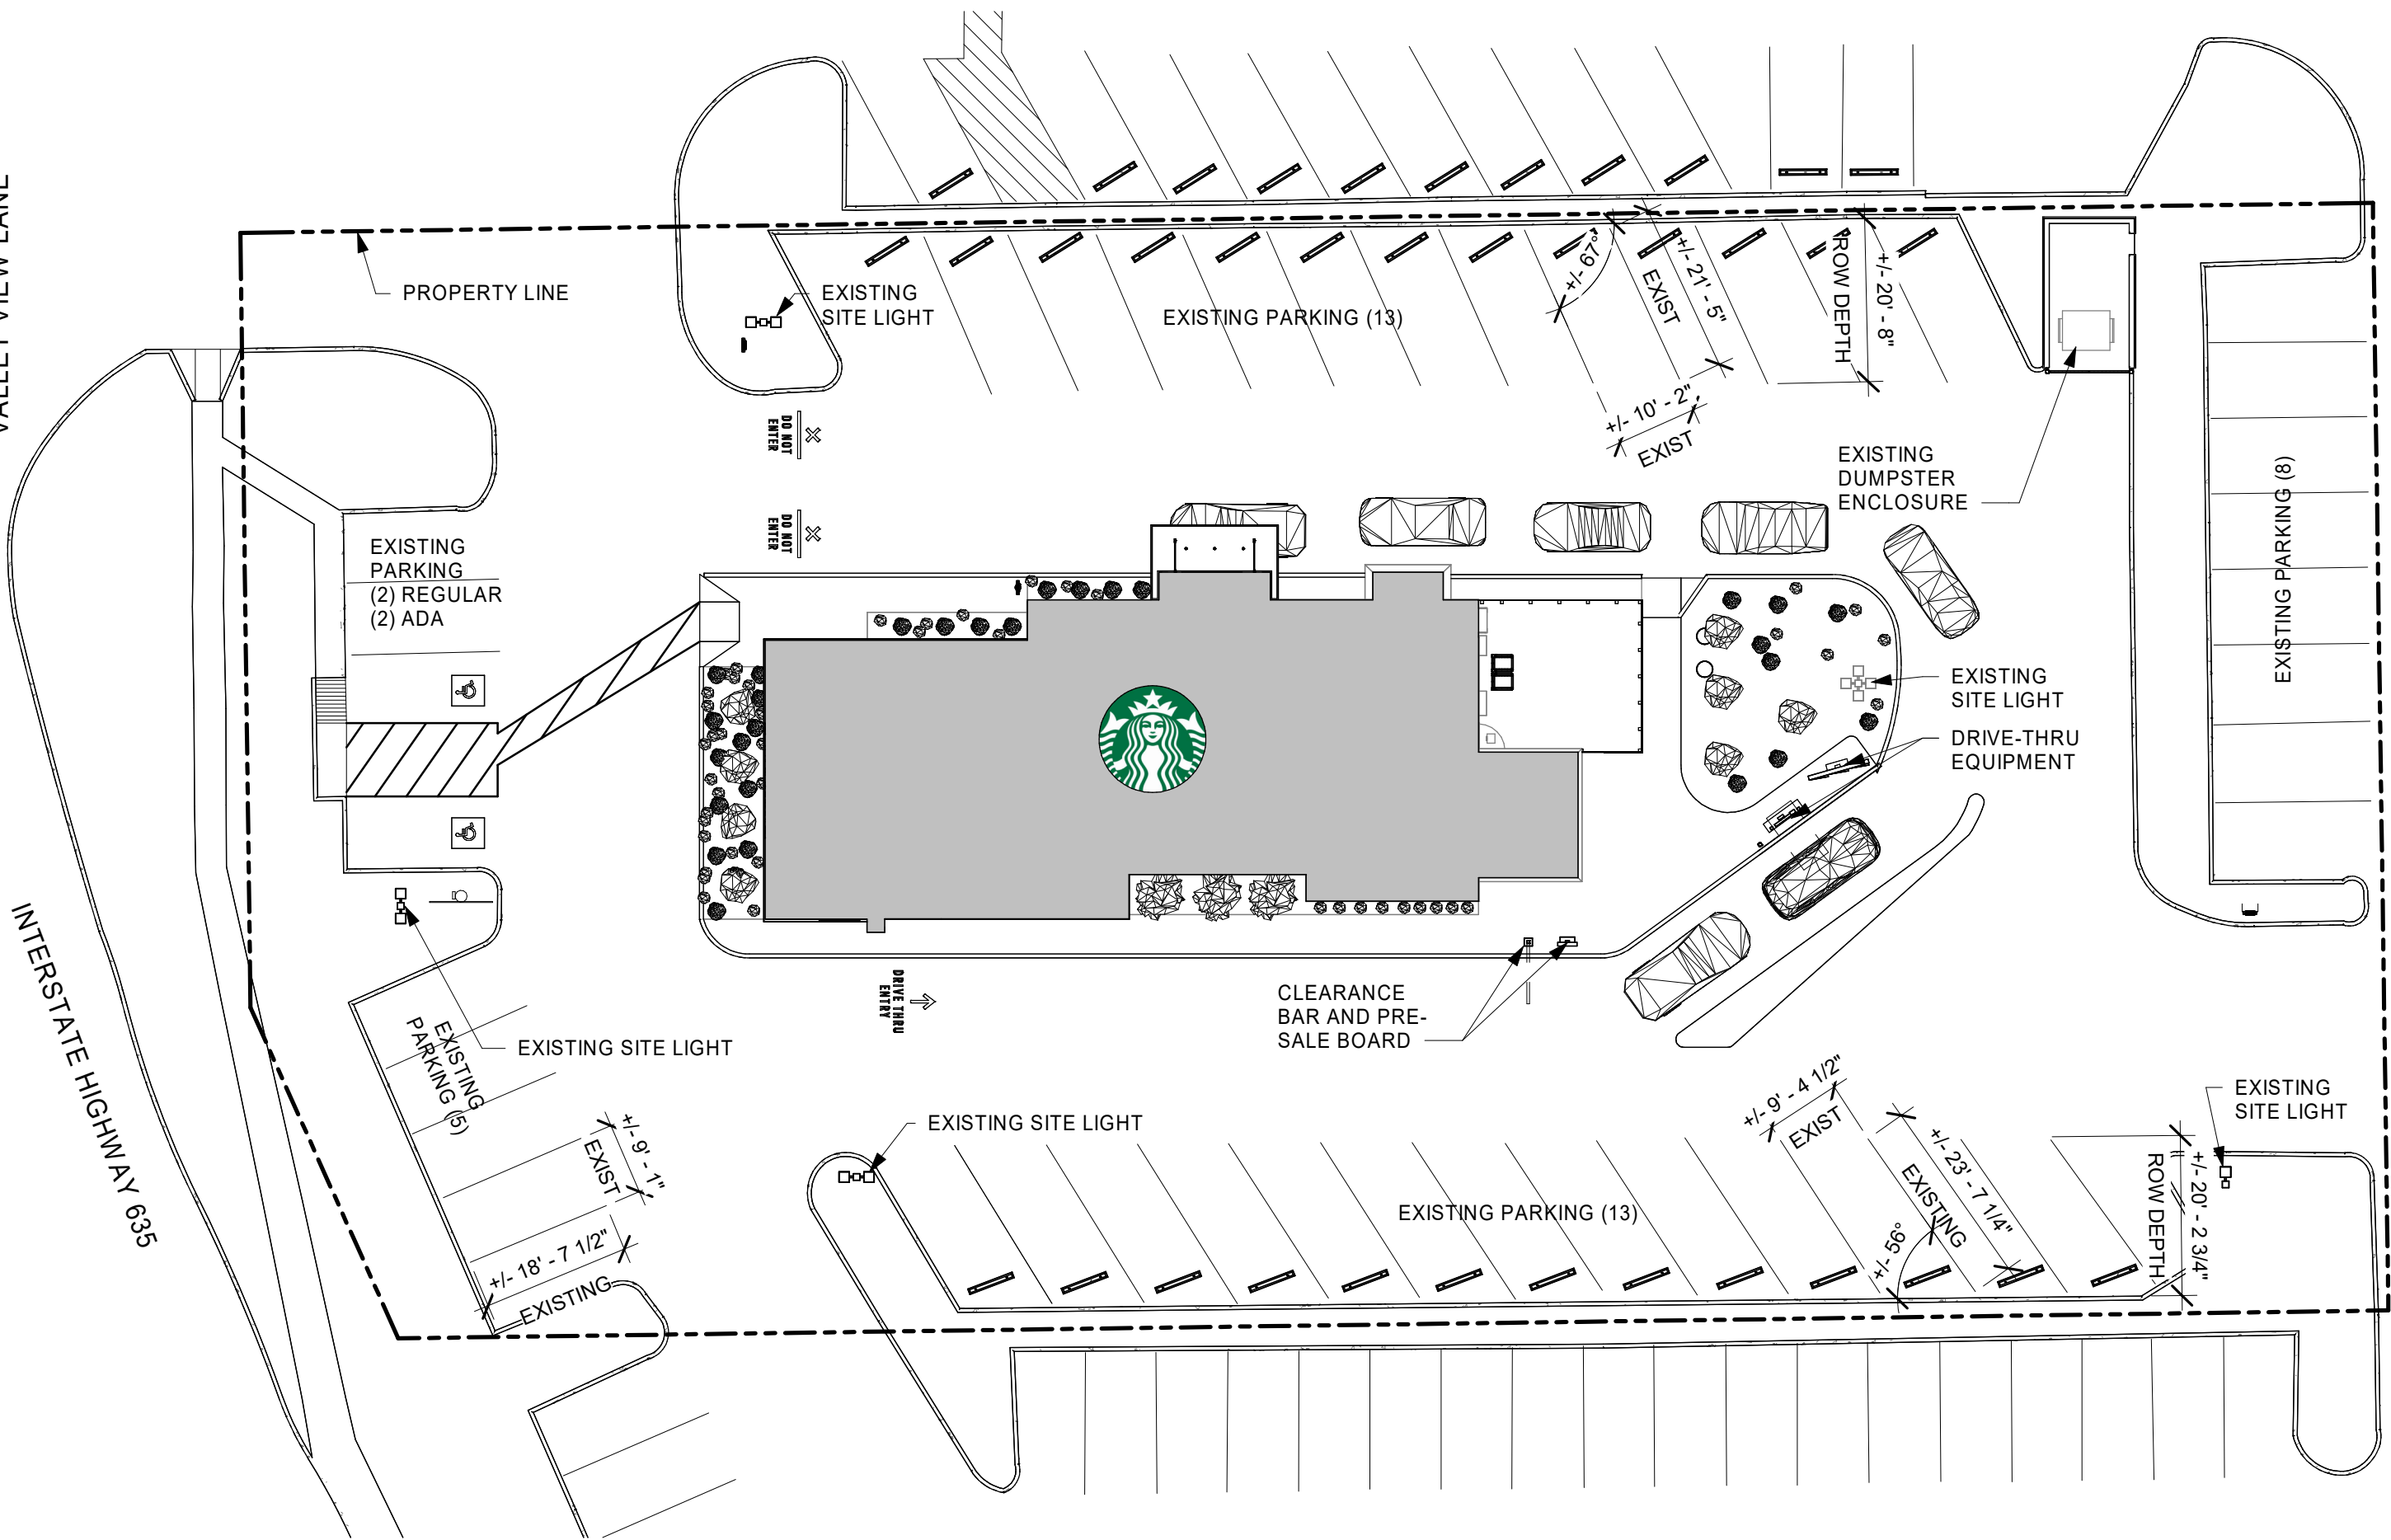 VALLEY VIEW LANE
PROPERTY LINE
EXISTING
SITE LIGHT
EXISTING PARKING (13)
+/- 67°
+/- 21' - 5"
EXIST
+/- 20' - 8"
ROW DEPTH
+/- 10' - 2"
EXIST
DO NOT
ENTER
DO NOT
ENTER
EXISTING
DUMPSTER
ENCLOSURE
EXISTING PARKING (8)
EXISTING
PARKING
(2) REGULAR
(2) ADA
EXISTING
SITE LIGHT
DRIVE-THRU
EQUIPMENT
INTERSTATE HIGHWAY 635
DRIVE THRU
ENTRY
CLEARANCE
BAR AND PRE-
SALE BOARD
EXISTING
PARKING (5)
EXISTING SITE LIGHT
+/- 9' - 1"
EXIST
+/- 18' - 7 1/2"
EXISTING
EXISTING SITE LIGHT
EXISTING PARKING (13)
+/- 9' - 4 1/2"
EXIST
+/- 23' - 7 1/4"
EXISTING
+/- 56°
+/- 20' - 2 3/4"
ROW DEPTH
EXISTING
SITE LIGHT